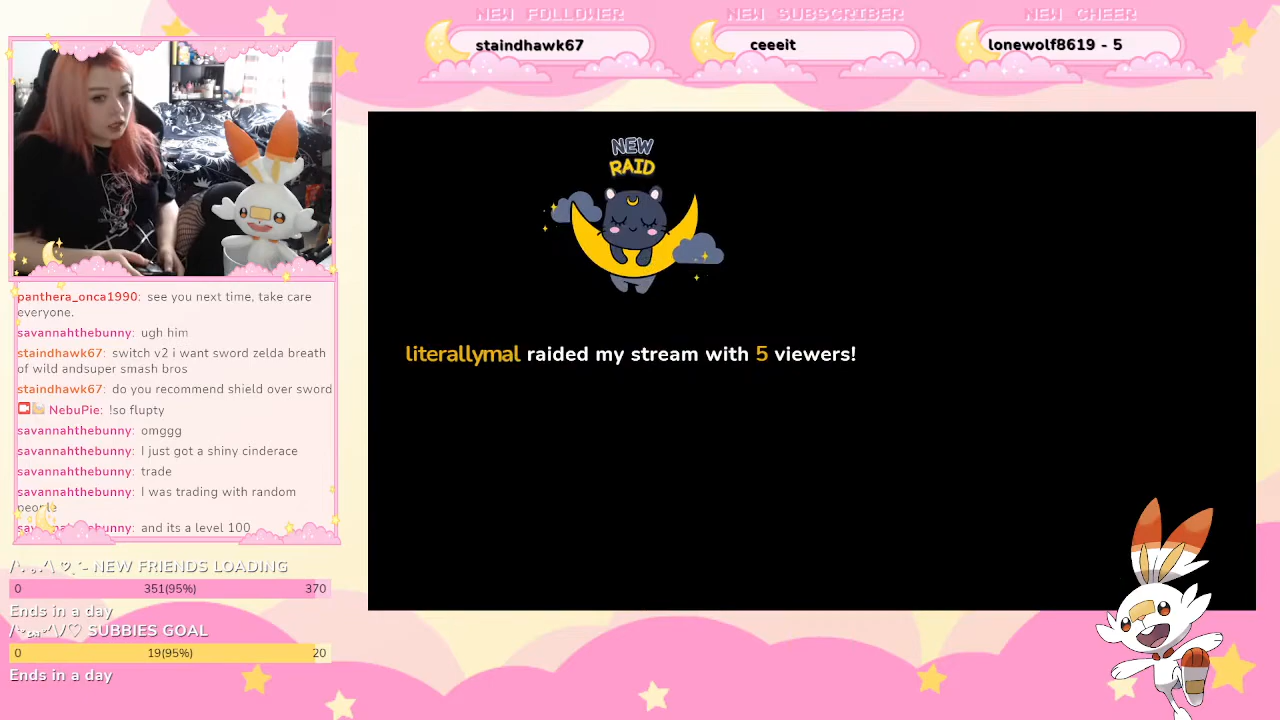 NEW FOLLOWER
staindhawk67
NEW SUBSCRIBER
ceeeit
NEW CHEER
lonewolf8619 - 5
NEW
RAID
literallymal raided my stream with 5 viewers!
panthera_onca1990: see you next time, take care
everyone.
savannahthebunny: ugh him
staindhawk67: switch v2 i want sword zelda breath
of wild andsuper smash bros
staindhawk67: do you recommend shield over sword
NebuPie: !so flupty
savannahthebunny: omggg
savannahthebunny: I just got a shiny cinderace
savannahthebunny: trade
savannahthebunny: I was trading with random
people
savannahthebunny: and its a level 100
NEW FRIENDS LOADING
0 351(95%) 370
Ends in a day
SUBBIES GOAL
0 19(95%) 20
Ends in a day